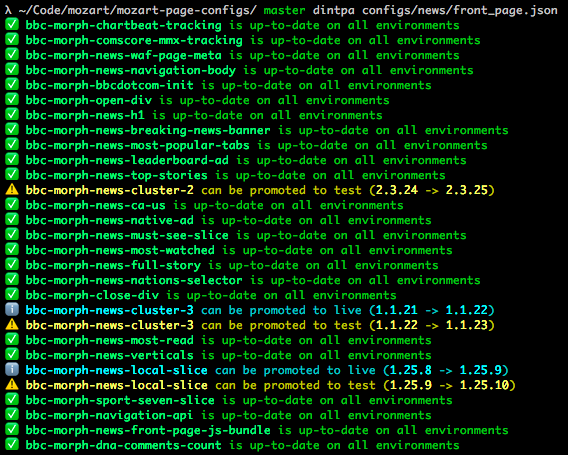 λ ~/Code/mozart/mozart-page-configs/ master dintpa configs/news/front_page.json
✅ bbc-morph-chartbeat-tracking is up-to-date on all environments
✅ bbc-morph-comscore-mmx-tracking is up-to-date on all environments
✅ bbc-morph-news-waf-page-meta is up-to-date on all environments
✅ bbc-morph-news-navigation-body is up-to-date on all environments
✅ bbc-morph-bbcdotcom-init is up-to-date on all environments
✅ bbc-morph-open-div is up-to-date on all environments
✅ bbc-morph-news-h1 is up-to-date on all environments
✅ bbc-morph-news-breaking-news-banner is up-to-date on all environments
✅ bbc-morph-news-most-popular-tabs is up-to-date on all environments
✅ bbc-morph-news-leaderboard-ad is up-to-date on all environments
✅ bbc-morph-news-top-stories is up-to-date on all environments
⚠️ bbc-morph-news-cluster-2 can be promoted to test (2.3.24 -> 2.3.25)
✅ bbc-morph-news-ca-us is up-to-date on all environments
✅ bbc-morph-news-native-ad is up-to-date on all environments
✅ bbc-morph-news-must-see-slice is up-to-date on all environments
✅ bbc-morph-news-most-watched is up-to-date on all environments
✅ bbc-morph-news-full-story is up-to-date on all environments
✅ bbc-morph-news-nations-selector is up-to-date on all environments
✅ bbc-morph-close-div is up-to-date on all environments
ℹ️ bbc-morph-news-cluster-3 can be promoted to live (1.1.21 -> 1.1.22)
⚠️ bbc-morph-news-cluster-3 can be promoted to test (1.1.22 -> 1.1.23)
✅ bbc-morph-news-most-read is up-to-date on all environments
✅ bbc-morph-news-verticals is up-to-date on all environments
ℹ️ bbc-morph-news-local-slice can be promoted to live (1.25.8 -> 1.25.9)
⚠️ bbc-morph-news-local-slice can be promoted to test (1.25.9 -> 1.25.10)
✅ bbc-morph-sport-seven-slice is up-to-date on all environments
✅ bbc-morph-navigation-api is up-to-date on all environments
✅ bbc-morph-news-front-page-js-bundle is up-to-date on all environments
✅ bbc-morph-dna-comments-count is up-to-date on all environments